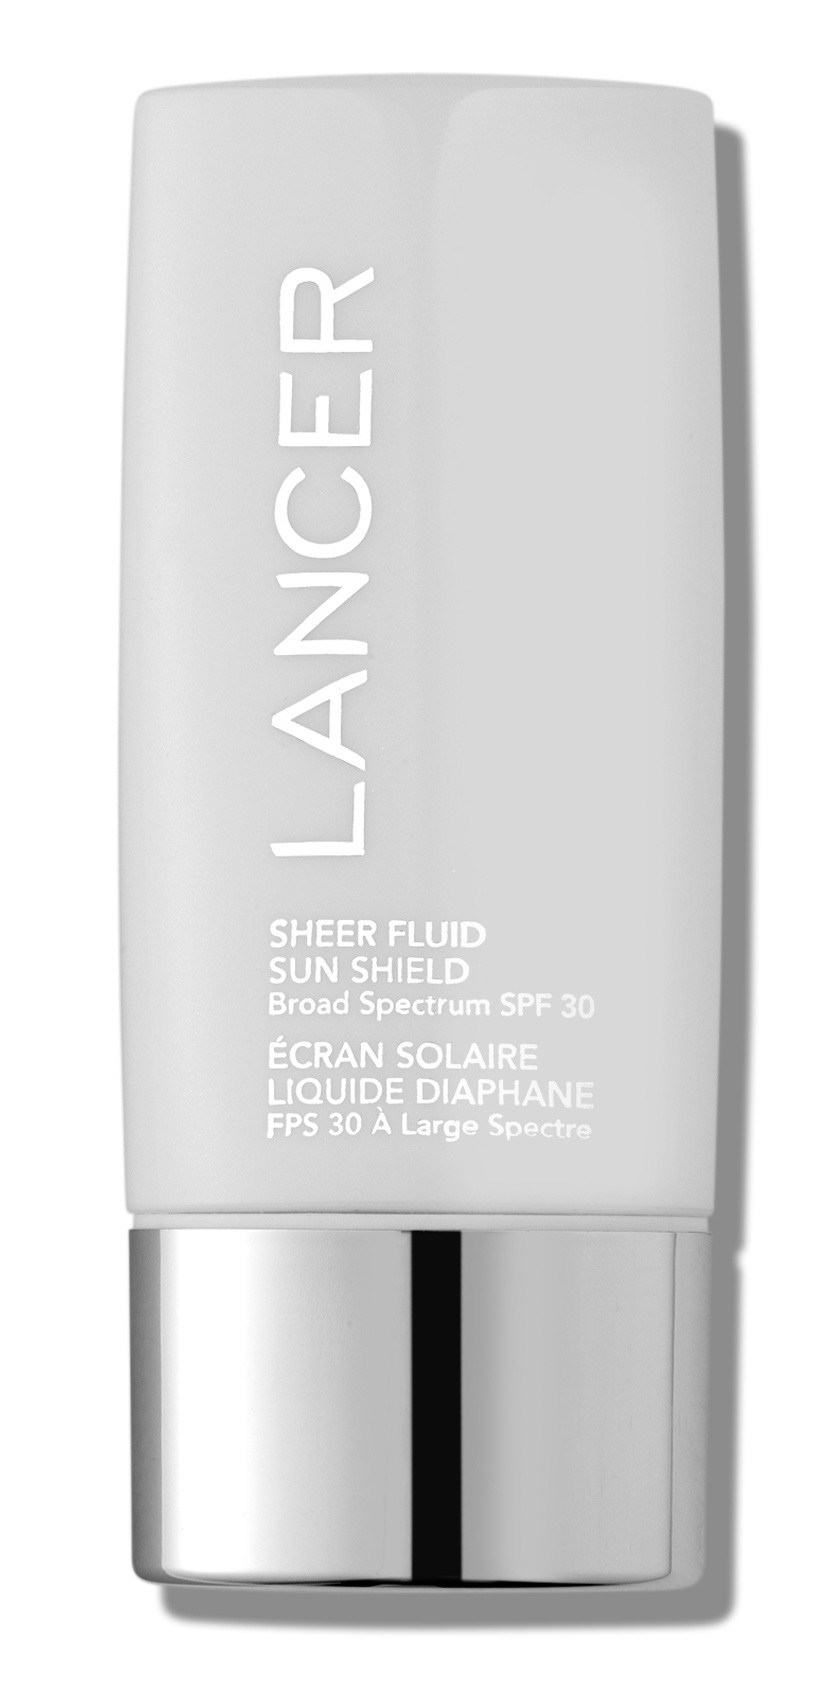 LANCER
SHEER FLUID
SUN SHIELD
Broad Spectrum SPF 30
ÉCRAN SOLAIRE
LIQUIDE DIAPHANE
FPS 30 À Large Spectre